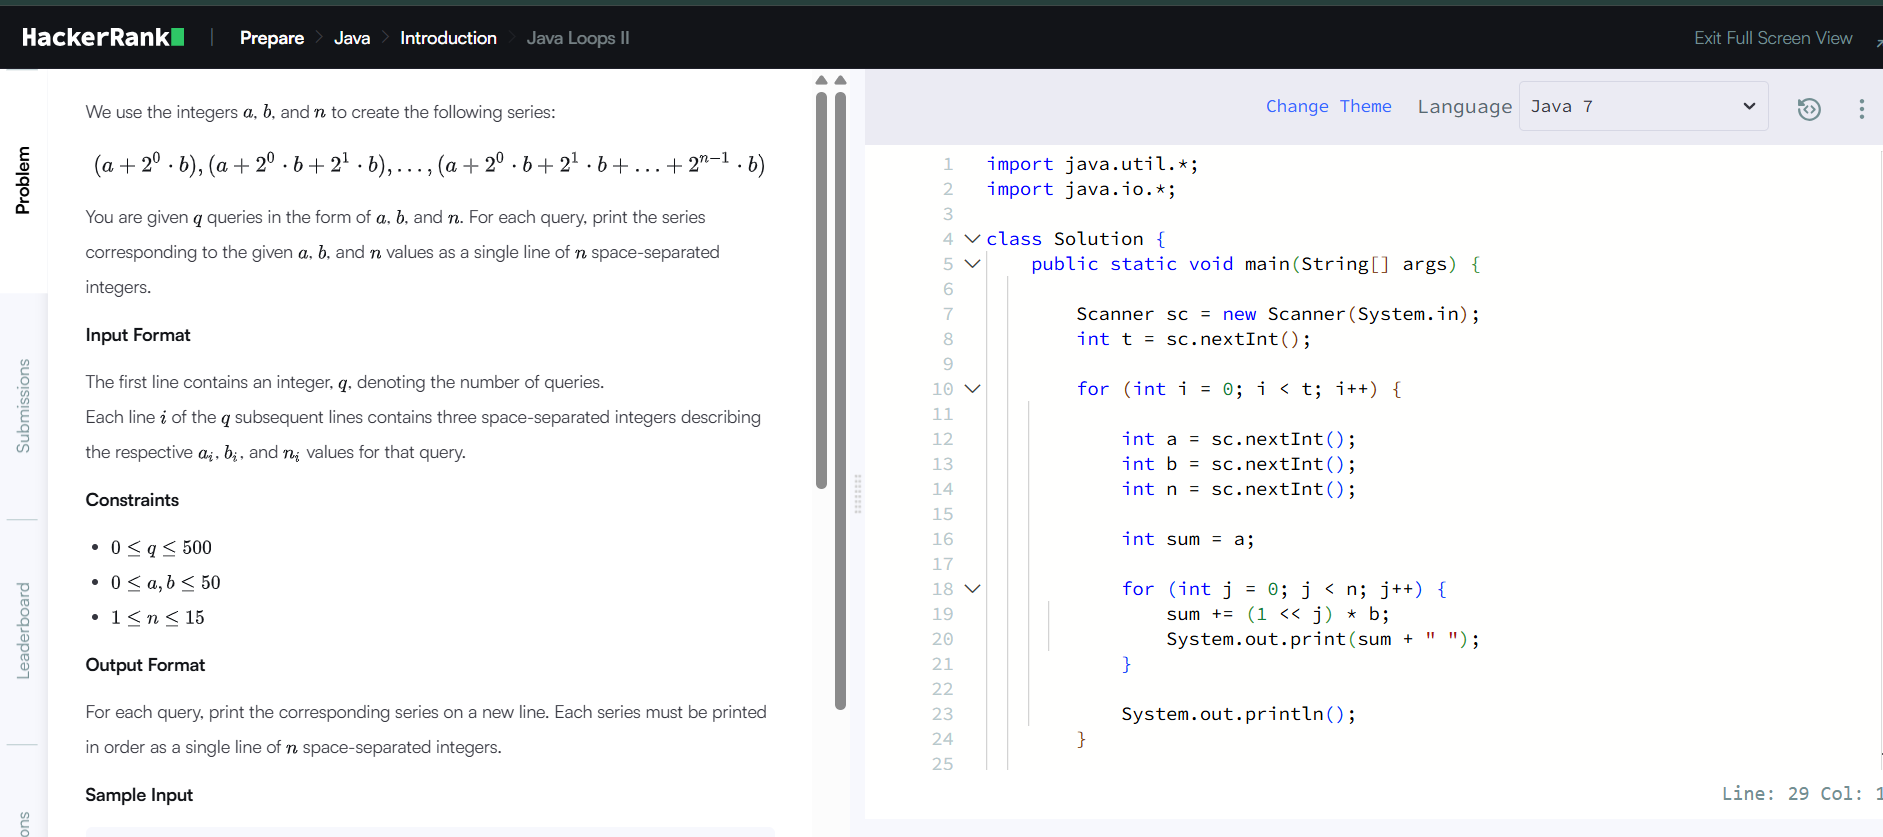 HackerRank | Prepare > Java > Introduction > Java Loops II
Exit Full Screen View
Problem
Submissions
Leaderboard
We use the integers a, b, and n to create the following series:
(a + 2⁰ · b), (a + 2⁰ · b + 2¹ · b), . . . , (a + 2⁰ · b + 2¹ · b + . . . + 2ⁿ⁻¹ · b)
You are given q queries in the form of a, b, and n. For each query, print the series
corresponding to the given a, b, and n values as a single line of n space-separated
integers.
Input Format
The first line contains an integer, q, denoting the number of queries.
Each line i of the q subsequent lines contains three space-separated integers describing
the respective aᵢ, bᵢ, and nᵢ values for that query.
Constraints
• 0 ≤ q ≤ 500
• 0 ≤ a, b ≤ 50
• 1 ≤ n ≤ 15
Output Format
For each query, print the corresponding series on a new line. Each series must be printed
in order as a single line of n space-separated integers.
Sample Input
Change Theme Language Java 7
1 import java.util.*;
2 import java.io.*;
3
4 class Solution {
5 public static void main(String[] args) {
6
7 Scanner sc = new Scanner(System.in);
8 int t = sc.nextInt();
9
10 for (int i = 0; i < t; i++) {
11
12 int a = sc.nextInt();
13 int b = sc.nextInt();
14 int n = sc.nextInt();
15
16 int sum = a;
17
18 for (int j = 0; j < n; j++) {
19 sum += (1 << j) * b;
20 System.out.print(sum + " ");
21 }
22
23 System.out.println();
24 }
25
Line: 29 Col: 1